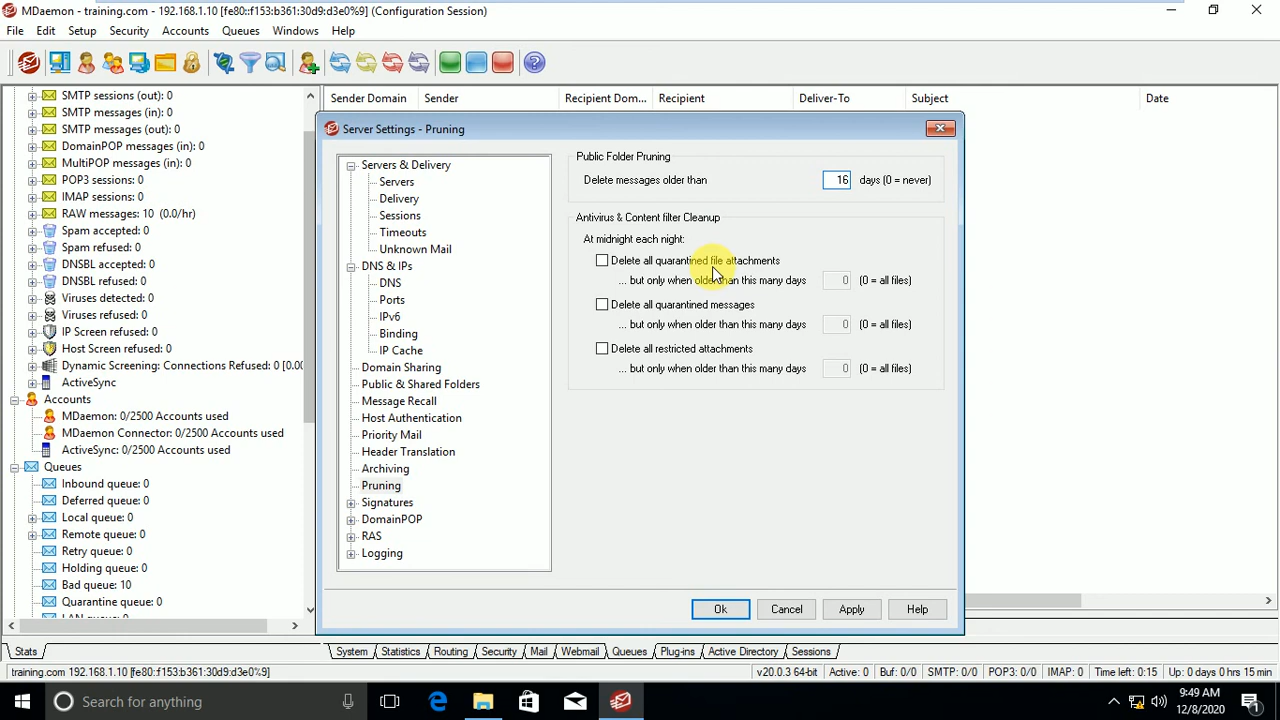 MDaemon - training.com - 192.168.1.10 [fe80::f153:b361:30d9:d3e0%9] (Configuration Session)
File Edit Setup Security Accounts Queues Windows Help
SMTP sessions (out): 0
SMTP messages (in): 0
SMTP messages (out): 0
DomainPOP messages (in): 0
MultiPOP messages (in): 0
POP3 sessions: 0
IMAP sessions: 0
RAW messages: 10 (0.0/hr)
Spam accepted: 0
Spam refused: 0
DNSBL accepted: 0
DNSBL refused: 0
Viruses detected: 0
Viruses refused: 0
IP Screen refused: 0
Host Screen refused: 0
Dynamic Screening: Connections Refused: 0 [0.00
ActiveSync
Accounts
MDaemon: 0/2500 Accounts used
MDaemon Connector: 0/2500 Accounts used
ActiveSync: 0/2500 Accounts used
Queues
Inbound queue: 0
Deferred queue: 0
Local queue: 0
Remote queue: 0
Retry queue: 0
Holding queue: 0
Bad queue: 10
Quarantine queue: 0
Stats
Sender Domain Sender Recipient Dom... Recipient Deliver-To Subject Date
Server Settings - Pruning
Servers & Delivery
Servers
Delivery
Sessions
Timeouts
Unknown Mail
DNS & IPs
DNS
Ports
IPv6
Binding
IP Cache
Domain Sharing
Public & Shared Folders
Message Recall
Host Authentication
Priority Mail
Header Translation
Archiving
Pruning
Signatures
DomainPOP
RAS
Logging
Public Folder Pruning
Delete messages older than 16 days (0 = never)
Antivirus & Content filter Cleanup
At midnight each night:
Delete all quarantined file attachments
... but only when older than this many days 0 (0 = all files)
Delete all quarantined messages
... but only when older than this many days 0 (0 = all files)
Delete all restricted attachments
... but only when older than this many days 0 (0 = all files)
Ok Cancel Apply Help
System Statistics Routing Security Mail Webmail Queues Plug-ins Active Directory Sessions
training.com 192.168.1.10 [fe80::f153:b361:30d9:d3e0%9] v20.0.3 64-bit Active: 0 Buf: 0/0 SMTP: 0/0 POP3: 0/0 IMAP: 0 Time left: 0:15 Up: 0 days 0 hrs 15 min
Search for anything
9:49 AM
12/8/2020
1